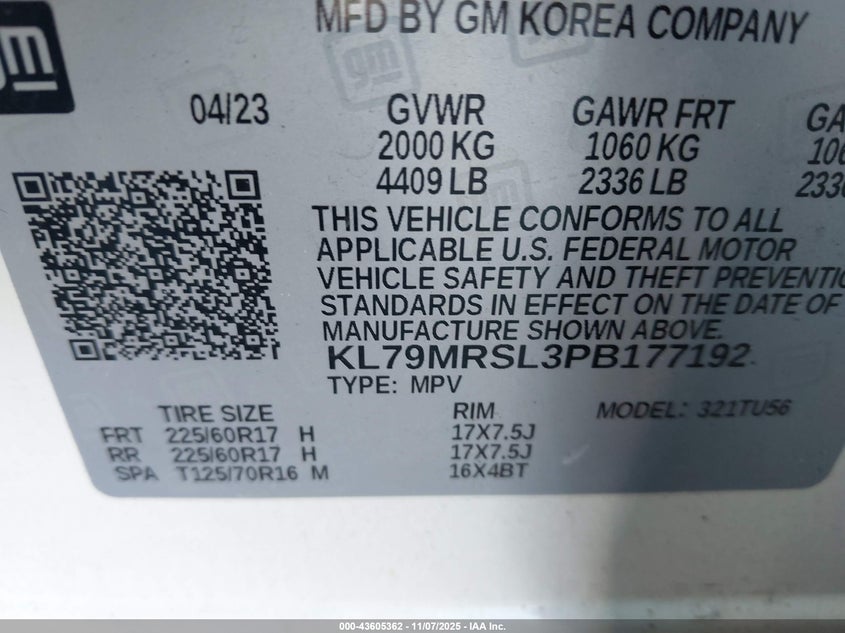 gm
MFD BY GM KOREA COMPANY
04/23 GVWR GAWR FRT
2000 KG 1060 KG
4409 LB 2336 LB
THIS VEHICLE CONFORMS TO ALL
APPLICABLE U.S. FEDERAL MOTOR
VEHICLE SAFETY AND THEFT PREVENTIO
STANDARDS IN EFFECT ON THE DATE OF
MANUFACTURE SHOWN ABOVE.
KL79MRSL3PB177192
TYPE: MPV
TIRE SIZE RIM MODEL: 321TU56
FRT 225/60R17 H 17X7.5J
RR 225/60R17 H 17X7.5J
SPA T125/70R16 M 16X4BT
000-43605362 - 11/07/2025 - IAA Inc.